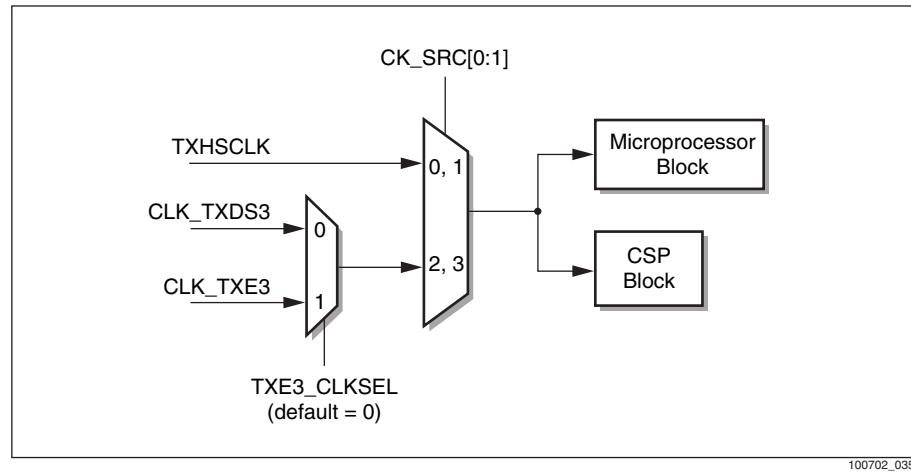 CK_SRC[0:1]
TXHSCLK
0, 1
Microprocessor
Block
CLK_TXDS3
0
CLK_TXE3
1
2, 3
CSP
Block
TXE3_CLKSEL
(default = 0)
100702_035